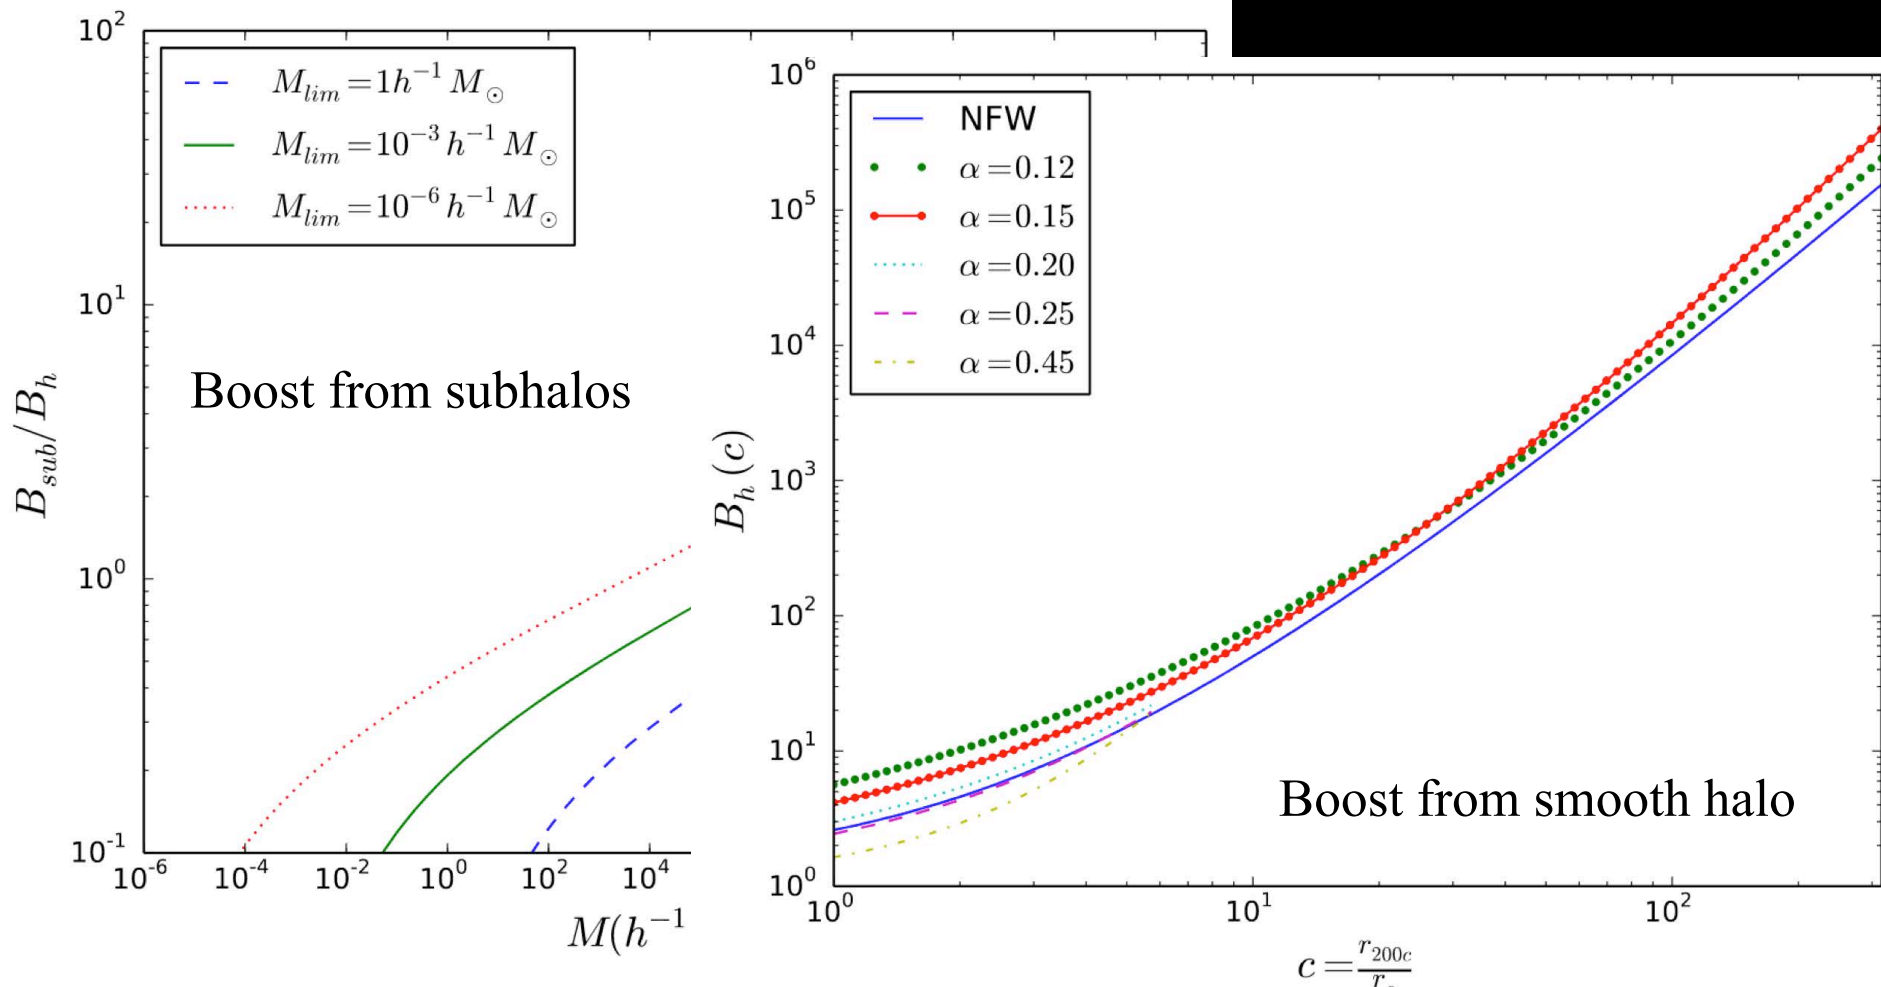 10^2
10^1
10^0
10^-1
B_sub/B_h
M_lim=1h^-1 M_⊙
M_lim=10^-3 h^-1 M_⊙
M_lim=10^-6 h^-1 M_⊙
Boost from subhalos
10^-6 10^-4 10^-2 10^0 10^2 10^4
M(h^-1
10^6
10^5
10^4
10^3
10^2
10^1
10^0
B_h(c)
NFW
α=0.12
α=0.15
α=0.20
α=0.25
α=0.45
Boost from smooth halo
10^0 10^1 10^2
c=r_200c/r